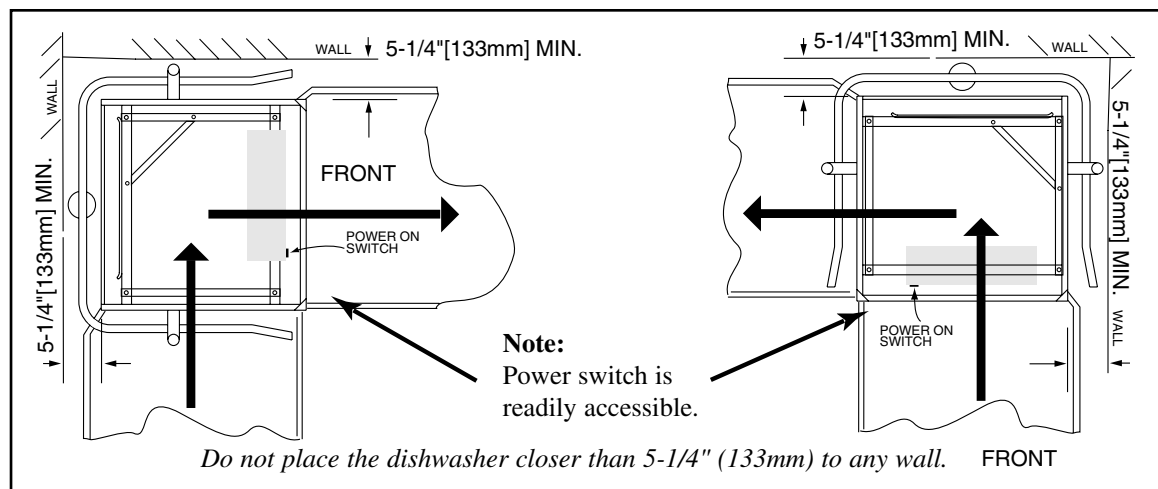 WALL
5-1/4"[133mm] MIN.
WALL
5-1/4"[133mm] MIN.
FRONT
POWER ON
SWITCH
5-1/4"[133mm] MIN.
WALL
5-1/4"[133mm] MIN.
WALL
POWER ON
SWITCH
Note:
Power switch is
readily accessible.
Do not place the dishwasher closer than 5-1/4" (133mm) to any wall.
FRONT